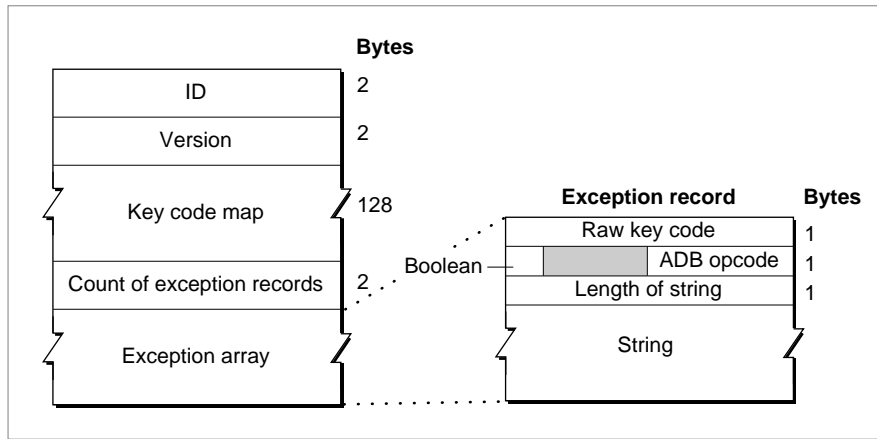 Bytes
ID 2
Version 2
Key code map 128
Count of exception records 2
Exception array
Exception record Bytes
Raw key code 1
Boolean ADB opcode 1
Length of string 1
String